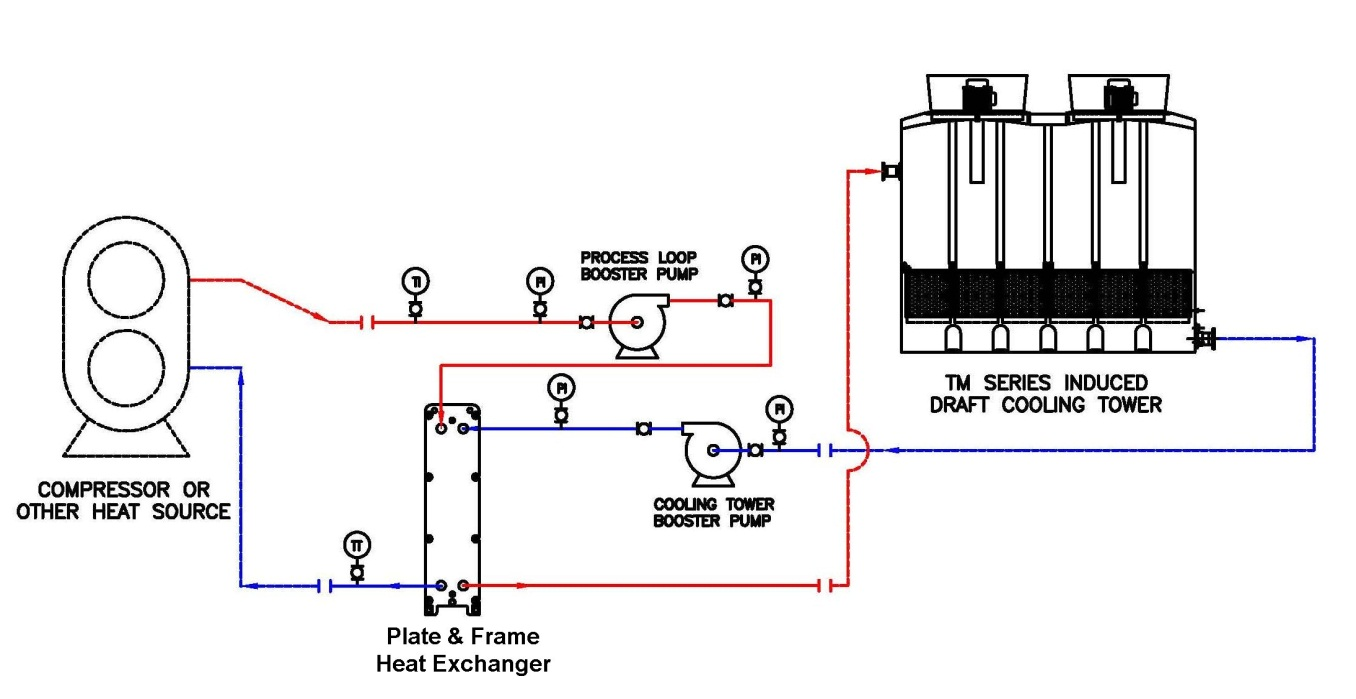 PROCESS LOOP
BOOSTER PUMP
TI
PI
PI
TM SERIES INDUCED
DRAFT COOLING TOWER
PI
PI
COMPRESSOR OR
OTHER HEAT SOURCE
COOLING TOWER
BOOSTER PUMP
TT
Plate & Frame
Heat Exchanger